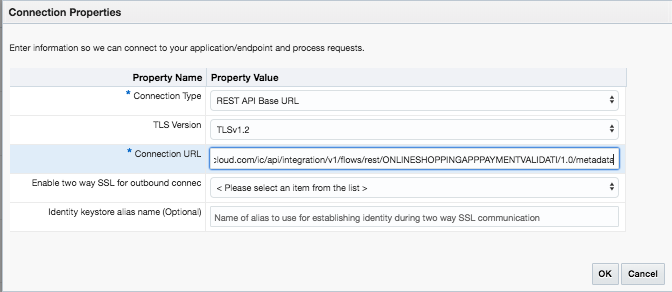 Connection Properties
Enter information so we can connect to your application/endpoint and process requests.
Property Name Property Value
* Connection Type REST API Base URL
TLS Version TLSv1.2
* Connection URL :loud.com/ic/api/integration/v1/flows/rest/ONLINESHOPPINGAPPPAYMENTVALIDATI/1.0/metadata
Enable two way SSL for outbound connec < Please select an item from the list >
Identity keystore alias name (Optional) Name of alias to use for establishing identity during two way SSL communication
OK Cancel